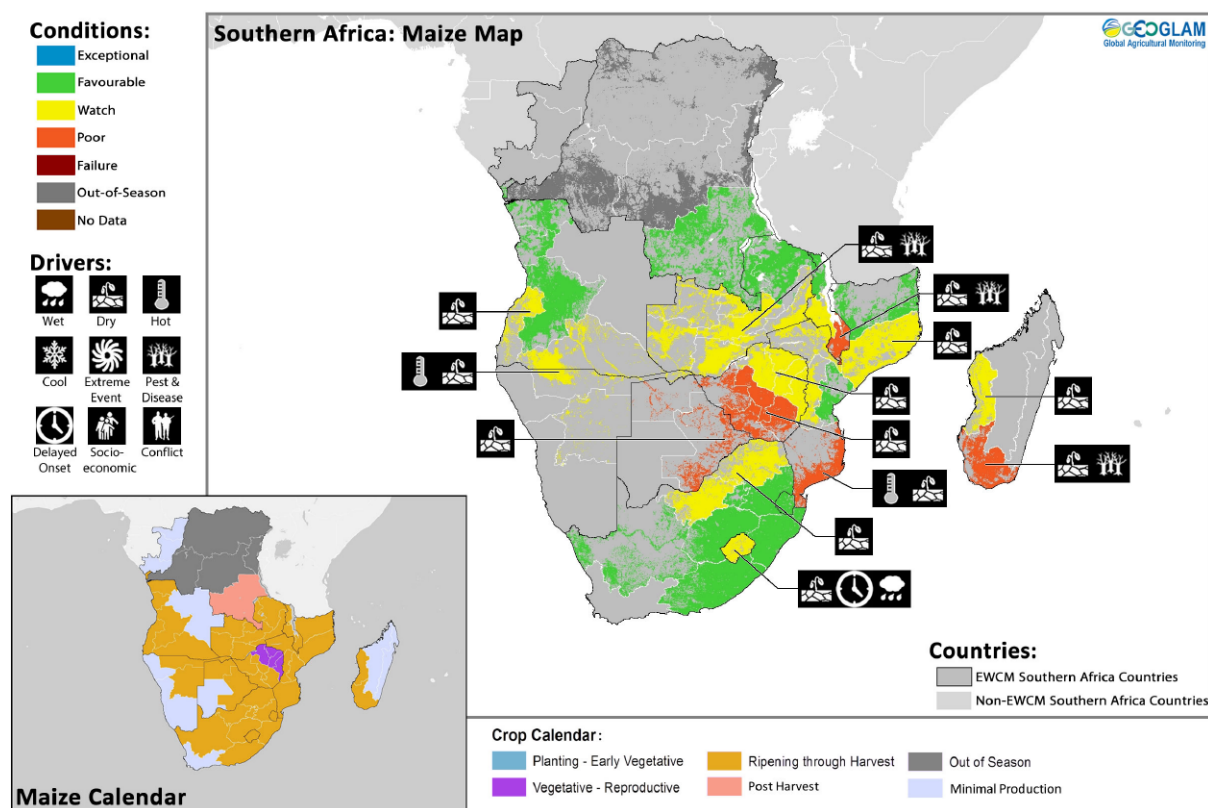 Conditions:
Exceptional
Favourable
Watch
Poor
Failure
Out-of-Season
No Data
Drivers:
Wet
Dry
Hot
Cool
Extreme
Event
Pest &
Disease
Delayed
Onset
Socio-
economic
Conflict
Southern Africa: Maize Map
GEOGLAM
Global Agricultural Monitoring
Countries:
EWCM Southern Africa Countries
Non-EWCM Southern Africa Countries
Maize Calendar
Crop Calendar:
Planting - Early Vegetative
Ripening through Harvest
Out of Season
Vegetative - Reproductive
Post Harvest
Minimal Production